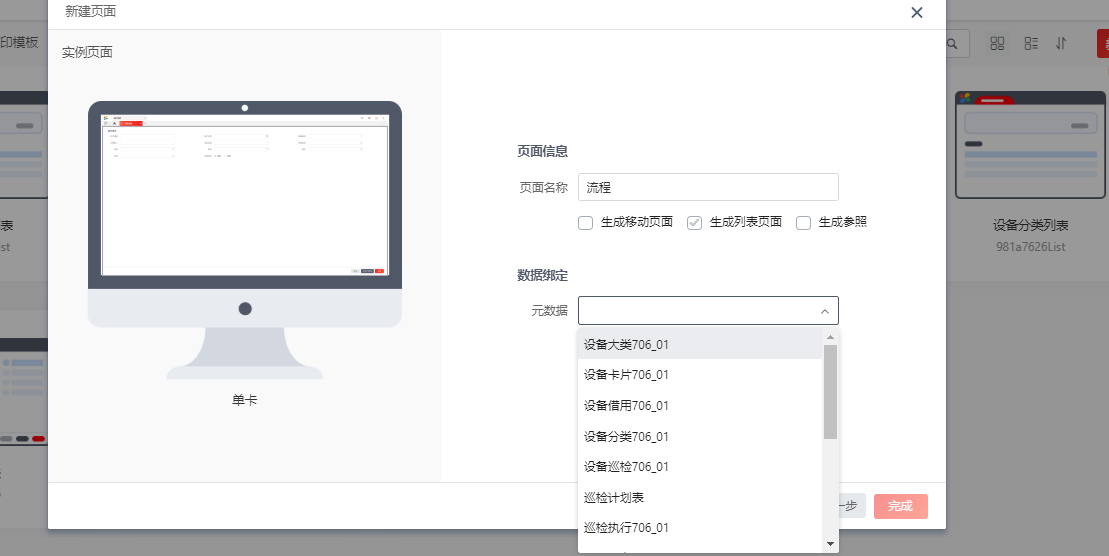 新建页面
印模板
实例页面
页面信息
页面名称
流程
生成移动页面
生成列表页面
生成参照
数据绑定
元数据
设备大类706_01
设备卡片706_01
设备借用706_01
设备分类706_01
设备巡检706_01
巡检计划表
巡检执行706_01
单卡
一步
完成
表
st
设备分类列表
981a7626List